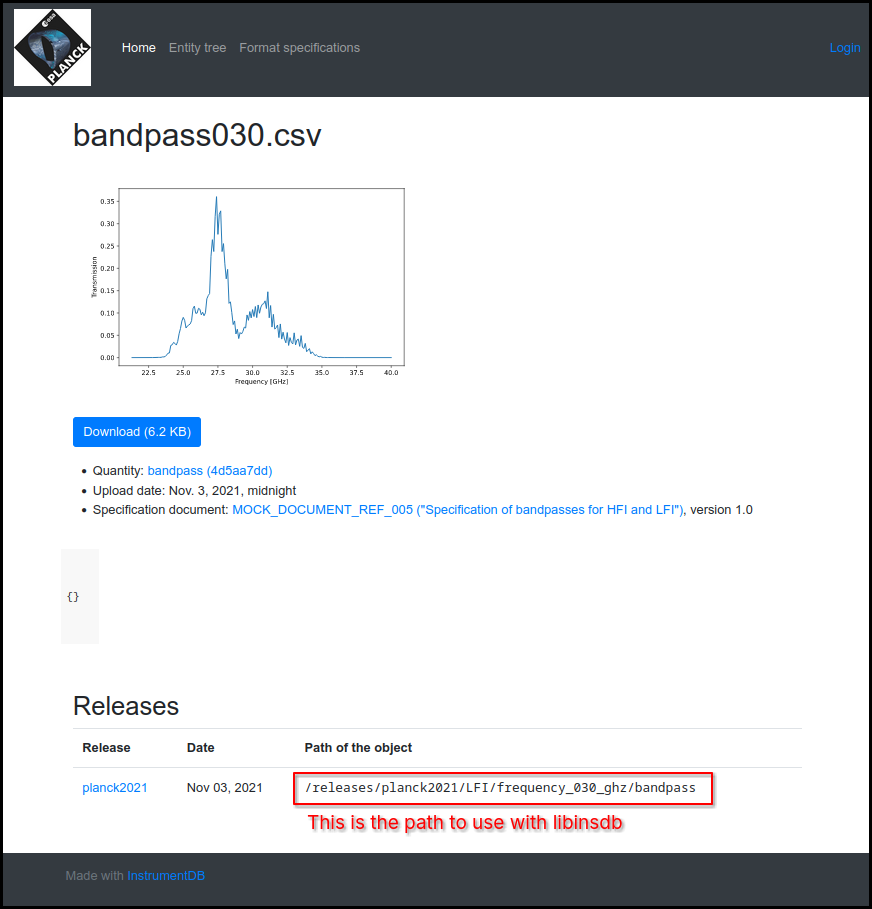 esa
PLANCK
Home Entity tree Format specifications Login
bandpass030.csv
0.35
0.30
0.25
0.20
0.15
0.10
0.05
0.00
Transmission
22.5 25.0 27.5 30.0 32.5 35.0 37.5 40.0
Frequency [GHz]
Download (6.2 KB)
• Quantity: bandpass (4d5aa7dd)
• Upload date: Nov. 3, 2021, midnight
• Specification document: MOCK_DOCUMENT_REF_005 ("Specification of bandpasses for HFI and LFI"), version 1.0
{}
Releases
Release Date Path of the object
planck2021 Nov 03, 2021 /releases/planck2021/LFI/frequency_030_ghz/bandpass
This is the path to use with libinsdb
Made with InstrumentDB